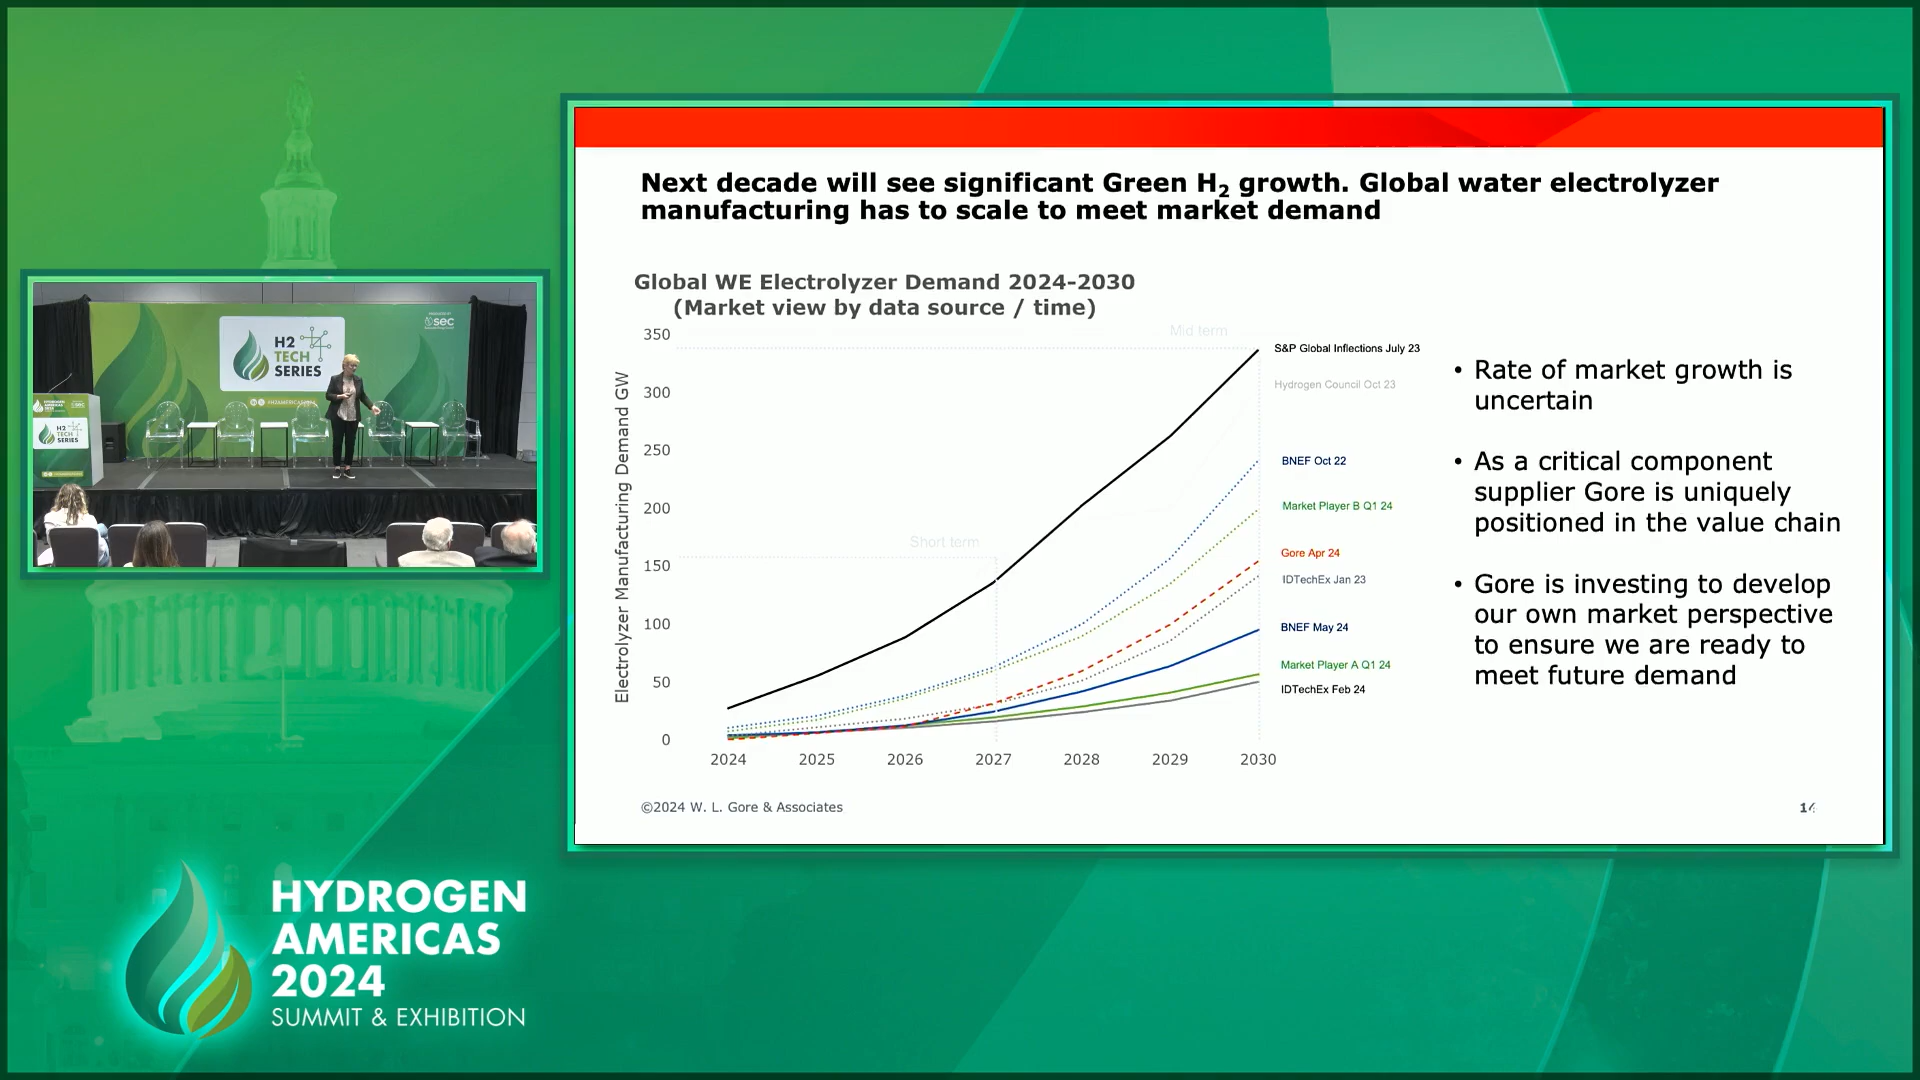 Next decade will see significant Green H2 growth. Global water electrolyzer
manufacturing has to scale to meet market demand
Global WE Electrolyzer Demand 2024-2030
(Market view by data source / time)
Electrolyzer Manufacturing Demand GW
350
300
250
200
150
100
50
0
2024 2025 2026 2027 2028 2029 2030
Short term
Mid term
S&P Global Inflections July 23
Hydrogen Council Oct 23
BNEF Oct 22
Market Player B Q1 24
Gore Apr 24
IDTechEx Jan 23
BNEF May 24
Market Player A Q1 24
IDTechEx Feb 24
• Rate of market growth is
uncertain
• As a critical component
supplier Gore is uniquely
positioned in the value chain
• Gore is investing to develop
our own market perspective
to ensure we are ready to
meet future demand
©2024 W. L. Gore & Associates
H2
TECH
SERIES
sec
H2
TECH
SERIES
HYDROGEN
AMERICAS
2024
SUMMIT & EXHIBITION